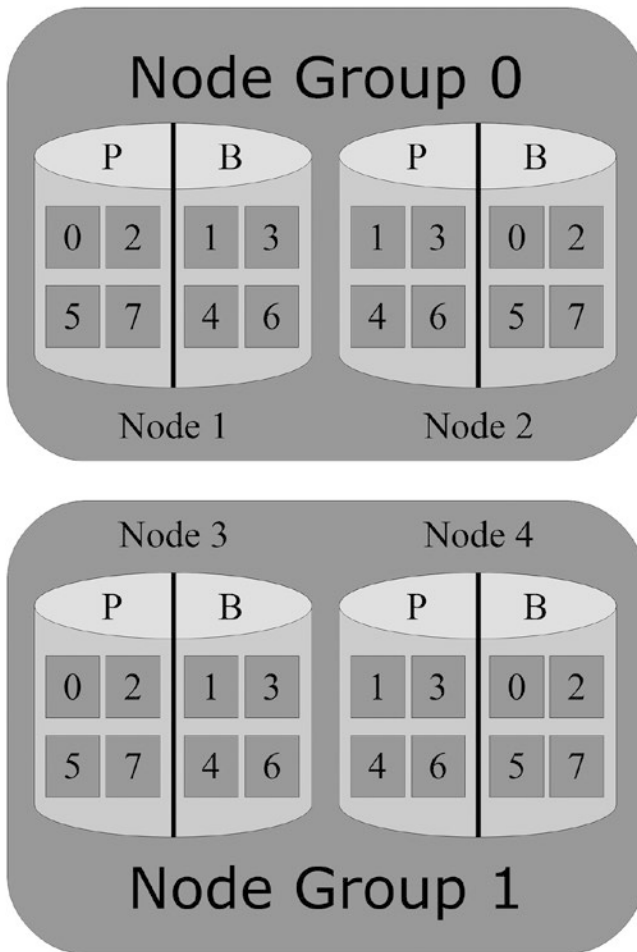 Node Group 0
P B P B
0 2 1 3 1 3 0 2
5 7 4 6 4 6 5 7
Node 1 Node 2
Node 3 Node 4
P B P B
0 2 1 3 1 3 0 2
5 7 4 6 4 6 5 7
Node Group 1